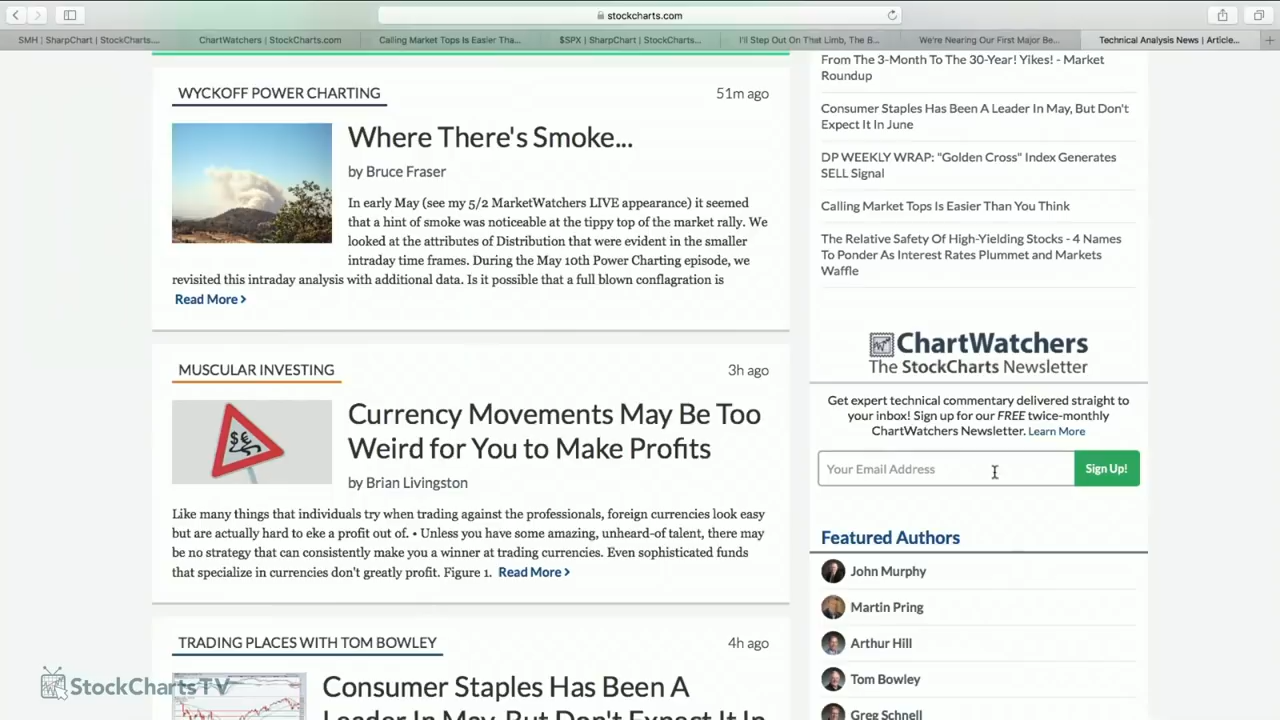 stockcharts.com
SMH | SharpChart | StockCharts....
ChartWatchers | StockCharts.com
Calling Market Tops Is Easier Tha...
$SPX | SharpChart | StockCharts...
I'll Step Out On That Limb, The B...
We're Nearing Our First Major Be...
Technical Analysis News | Article...
WYCKOFF POWER CHARTING
51m ago
Where There's Smoke...
by Bruce Fraser
In early May (see my 5/2 MarketWatchers LIVE appearance) it seemed
that a hint of smoke was noticeable at the tippy top of the market rally. We
looked at the attributes of Distribution that were evident in the smaller
intraday time frames. During the May 10th Power Charting episode, we
revisited this intraday analysis with additional data. Is it possible that a full blown conflagration is
Read More >
MUSCULAR INVESTING
3h ago
$€
Currency Movements May Be Too
Weird for You to Make Profits
by Brian Livingston
Like many things that individuals try when trading against the professionals, foreign currencies look easy
but are actually hard to eke a profit out of. • Unless you have some amazing, unheard-of talent, there may
be no strategy that can consistently make you a winner at trading currencies. Even sophisticated funds
that specialize in currencies don't greatly profit. Figure 1. Read More >
TRADING PLACES WITH TOM BOWLEY
4h ago
Consumer Staples Has Been A
Leader In May, But Don't Expect It In
StockChartsTV
From The 3-Month To The 30-Year! Yikes! - Market
Roundup
Consumer Staples Has Been A Leader In May, But Don't
Expect It In June
DP WEEKLY WRAP: "Golden Cross" Index Generates
SELL Signal
Calling Market Tops Is Easier Than You Think
The Relative Safety Of High-Yielding Stocks - 4 Names
To Ponder As Interest Rates Plummet and Markets
Waffle
ChartWatchers
The StockCharts Newsletter
Get expert technical commentary delivered straight to
your inbox! Sign up for our FREE twice-monthly
ChartWatchers Newsletter. Learn More
Your Email Address
Sign Up!
Featured Authors
John Murphy
Martin Pring
Arthur Hill
Tom Bowley
Greg Schnell